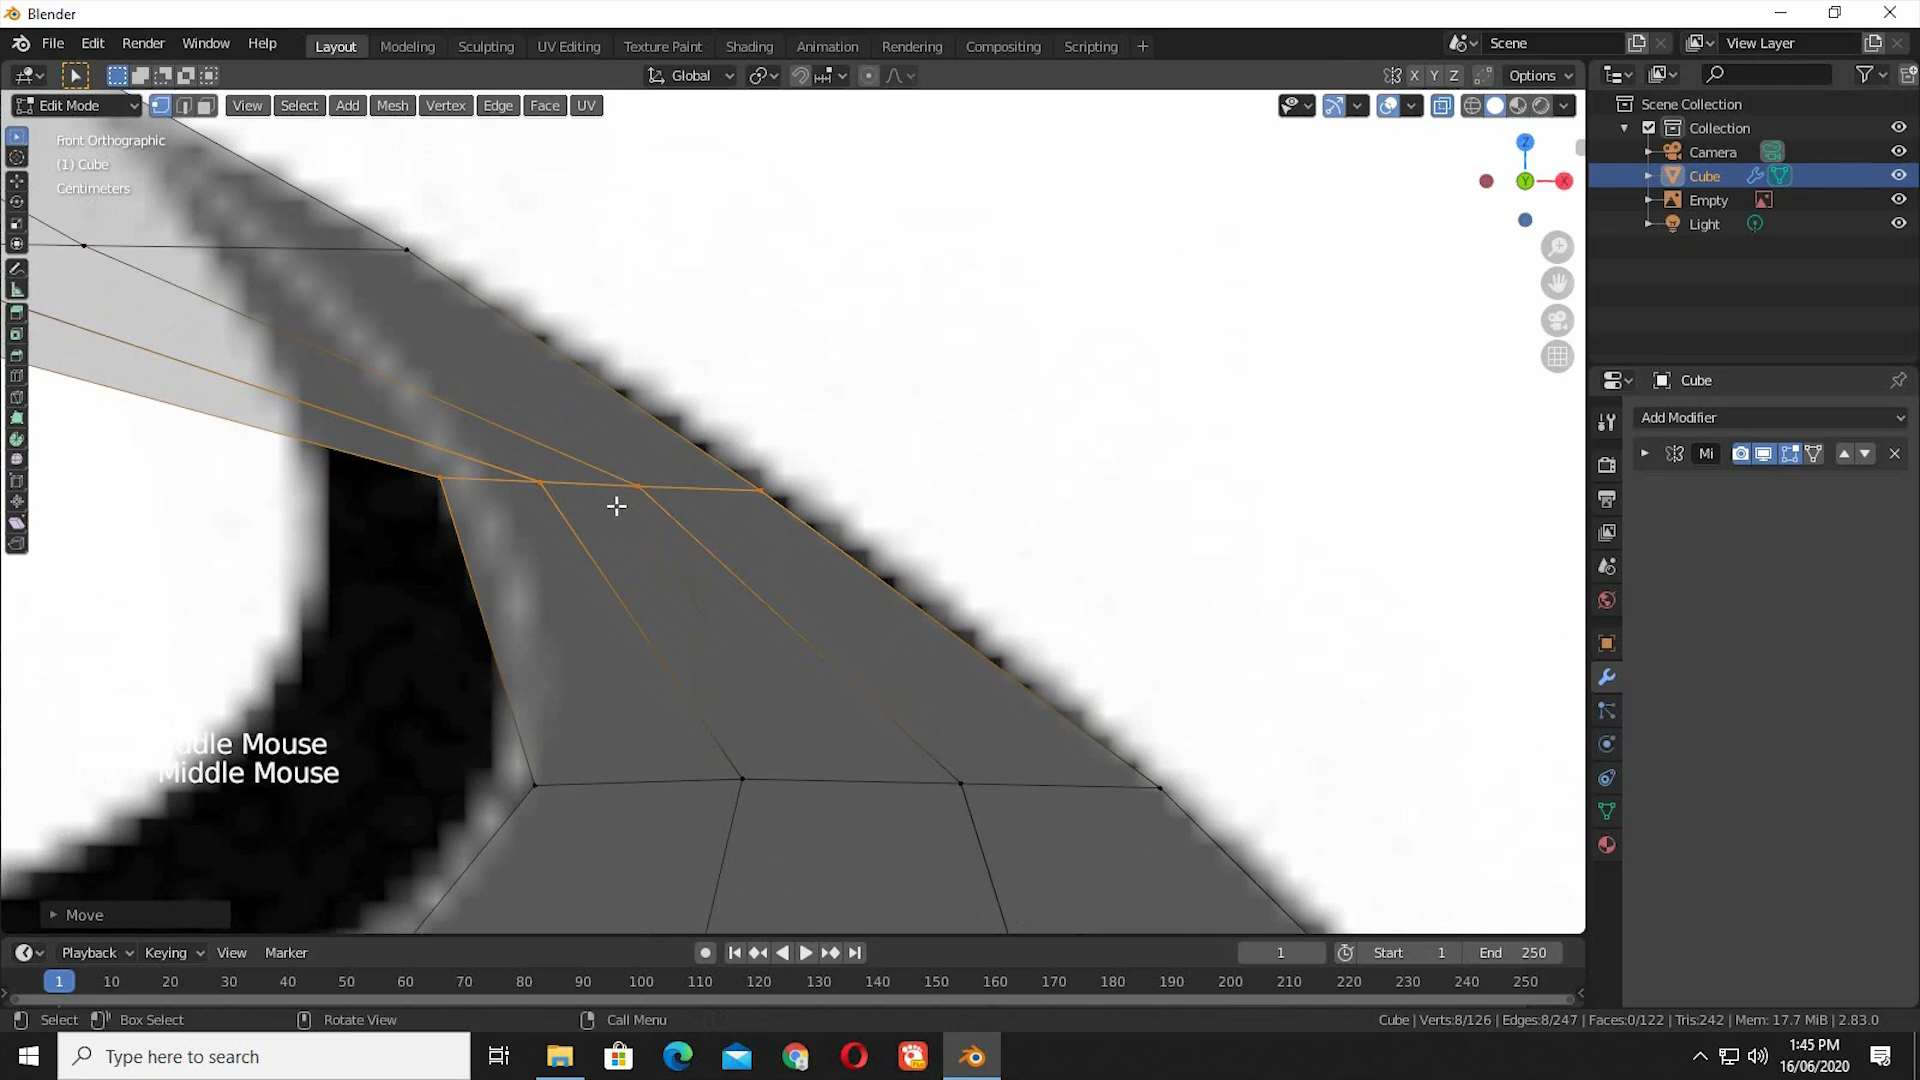 Blender
File Edit Render Window Help Layout Modeling Sculpting UV Editing Texture Paint Shading Animation Rendering Compositing Scripting + Scene View Layer
Global X Y Z Options
Edit Mode View Select Add Mesh Vertex Edge Face UV
Front Orthographic
(1) Cube
Centimeters
Z
Y
X
Scene Collection
Collection
Camera
Cube
Empty
Light
Cube
Add Modifier
Mi
ddle Mouse
Middle Mouse
Move
Playback Keying View Marker 1 Start 1 End 250
1 10 20 30 40 50 60 70 80 90 100 110 120 130 140 150 160 170 180 190 200 210 220 230 240 250
Select Box Select Rotate View Call Menu Cube | Verts:8/126 | Edges:8/247 | Faces:0/122 | Tris:242 | Mem: 17.7 MiB | 2.83.0
Type here to search
1:45 PM
16/06/2020